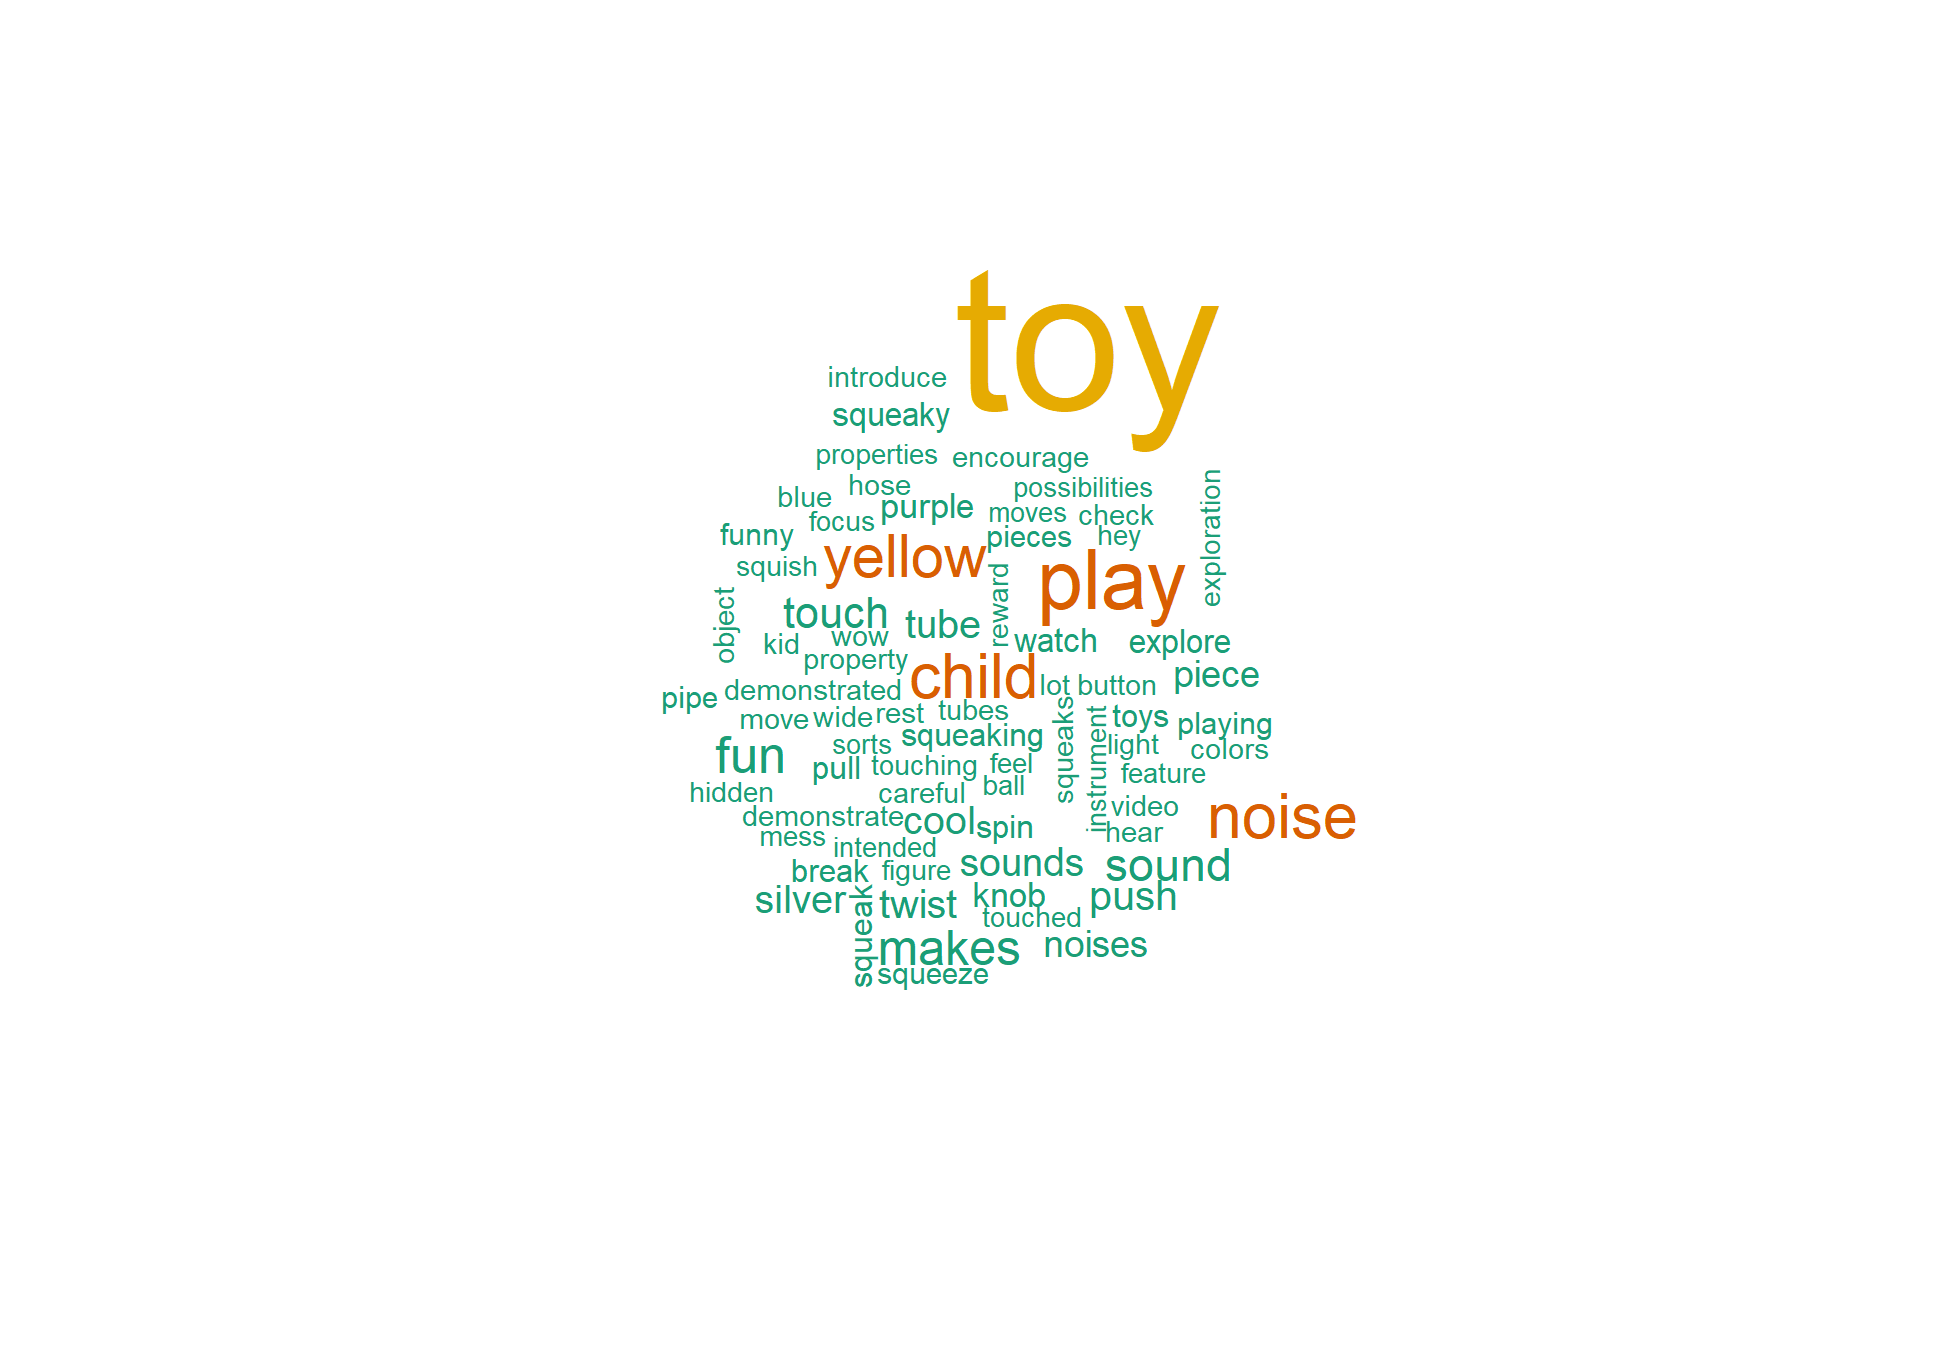 toy
introduce
squeaky
properties encourage
hose possibilities
blue purple moves check exploration
focus
funny yellow pieces hey
squish play
reward
object touch tube
kid wow watch explore
property
child piece
pipe demonstrated lot button
move wide rest tubes toys playing
squeaks
sorts squeaking instrument light colors
fun pull touching feel feature
hidden careful ball video
demonstrate cool spin noise
mess intended hear
break figure sounds sound
silver twist knob push
squeak touched
makes noises
squeeze